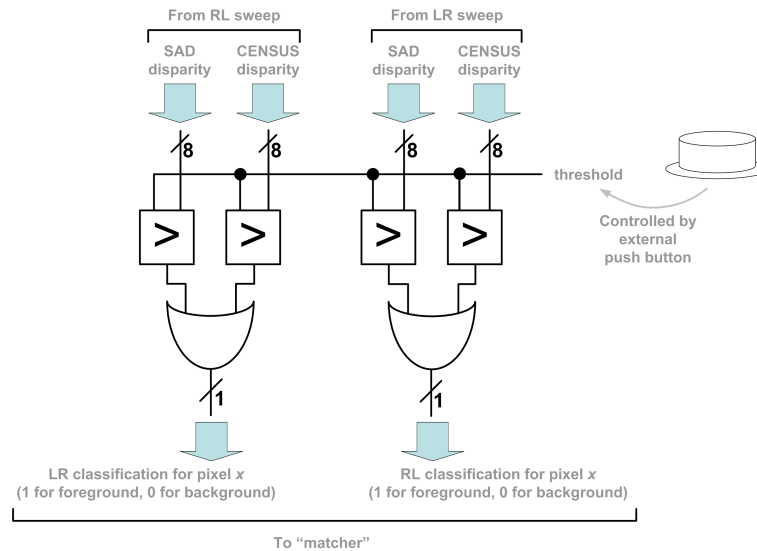 From RL sweep
From LR sweep
SAD disparity
CENSUS disparity
SAD disparity
CENSUS disparity
8
8
8
8
threshold
Controlled by
external
push button
>
>
>
>
1
1
LR classification for pixel x
(1 for foreground, 0 for background)
RL classification for pixel x
(1 for foreground, 0 for background)
To “matcher”